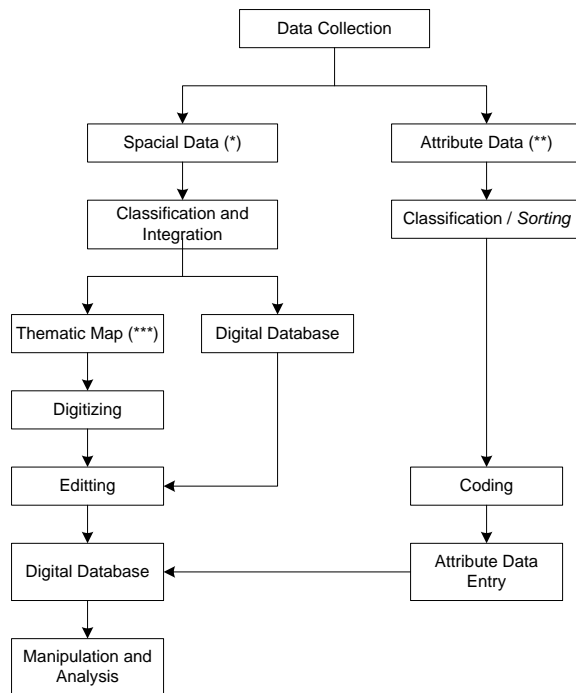 Data Collection
Spacial Data (*)
Attribute Data (**)
Classification and
Integration
Classification / Sorting
Thematic Map (***)
Digital Database
Digitizing
Editting
Coding
Digital Database
Attribute Data
Entry
Manipulation and
Analysis